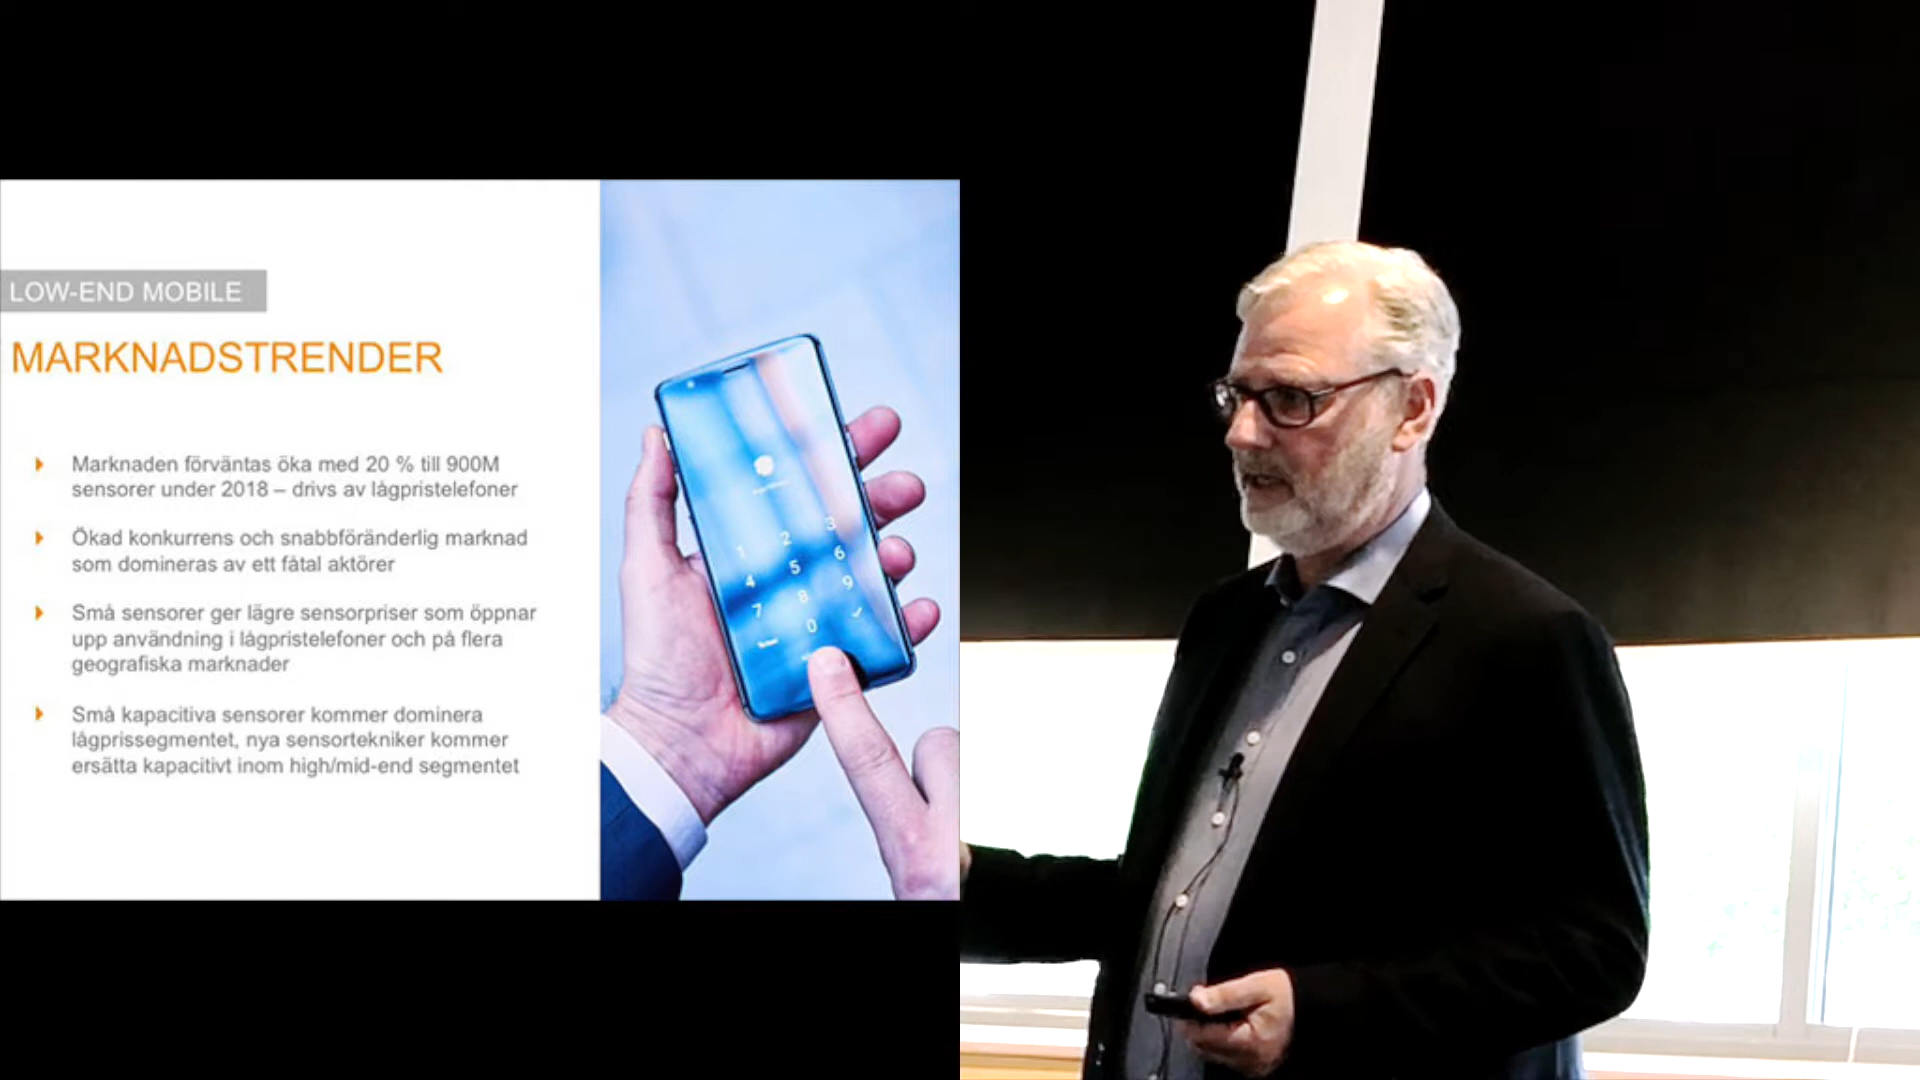 LOW-END MOBILE
MARKNADSTRENDER
Marknaden förväntas öka med 20 % till 900M
sensorer under 2018 – drivs av lågpristelefoner
Ökad konkurrens och snabbföränderlig marknad
som domineras av ett fåtal aktörer
Små sensorer ger lägre sensorpriser som öppnar
upp användning i lågpristelefoner och på flera
geografiska marknader
Små kapacitiva sensorer kommer dominera
lågprissegmentet, nya sensortekniker kommer
ersätta kapacitivt inom high/mid-end segmentet
1 2 3
4 5 6
7 8 9
0